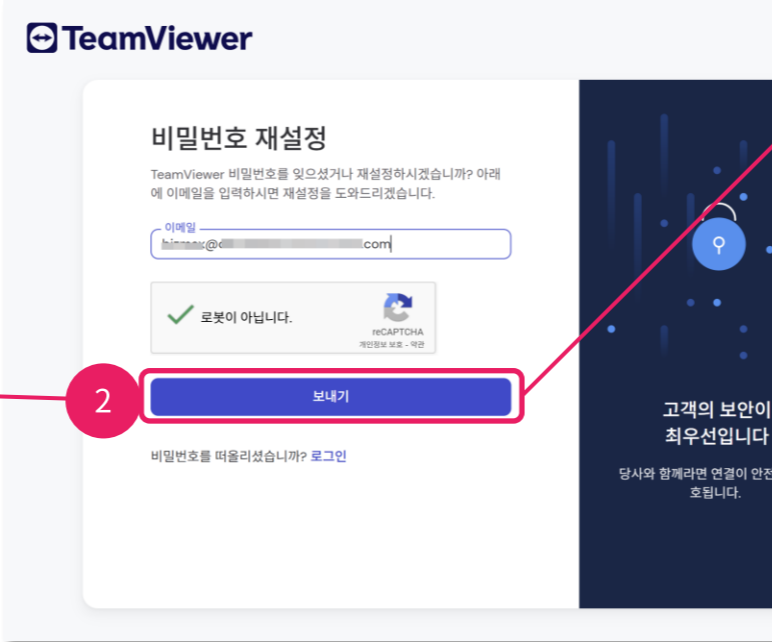 TeamViewer
비밀번호 재설정
TeamViewer 비밀번호를 잊으셨거나 재설정하시겠습니까? 아래
에 이메일을 입력하시면 재설정을 도와드리겠습니다.
이메일
com
로봇이 아닙니다.
reCAPTCHA
개인정보 보호 - 약관
2
보내기
비밀번호를 떠올리셨습니까? 로그인
고객의 보안이
최우선입니다
당사와 함께라면 연결이 안전
호됩니다.